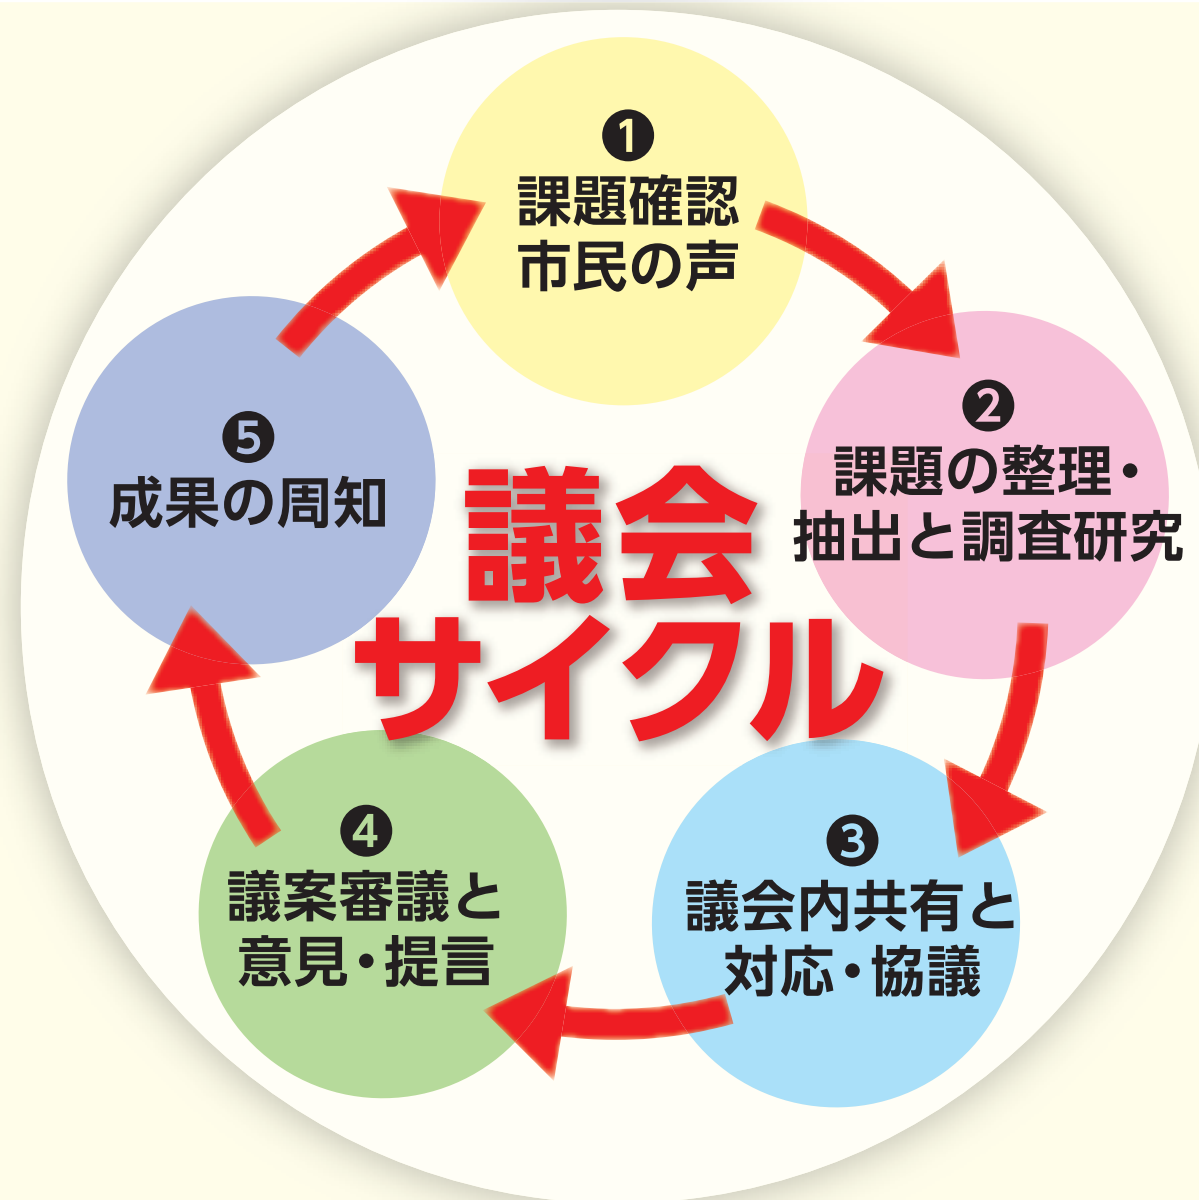 ❶
課題確認
市民の声
❷
課題の整理・
抽出と調査研究
❸
議会内共有と
対応・協議
❹
議案審議と
意見・提言
❺
成果の周知
議会
サイクル